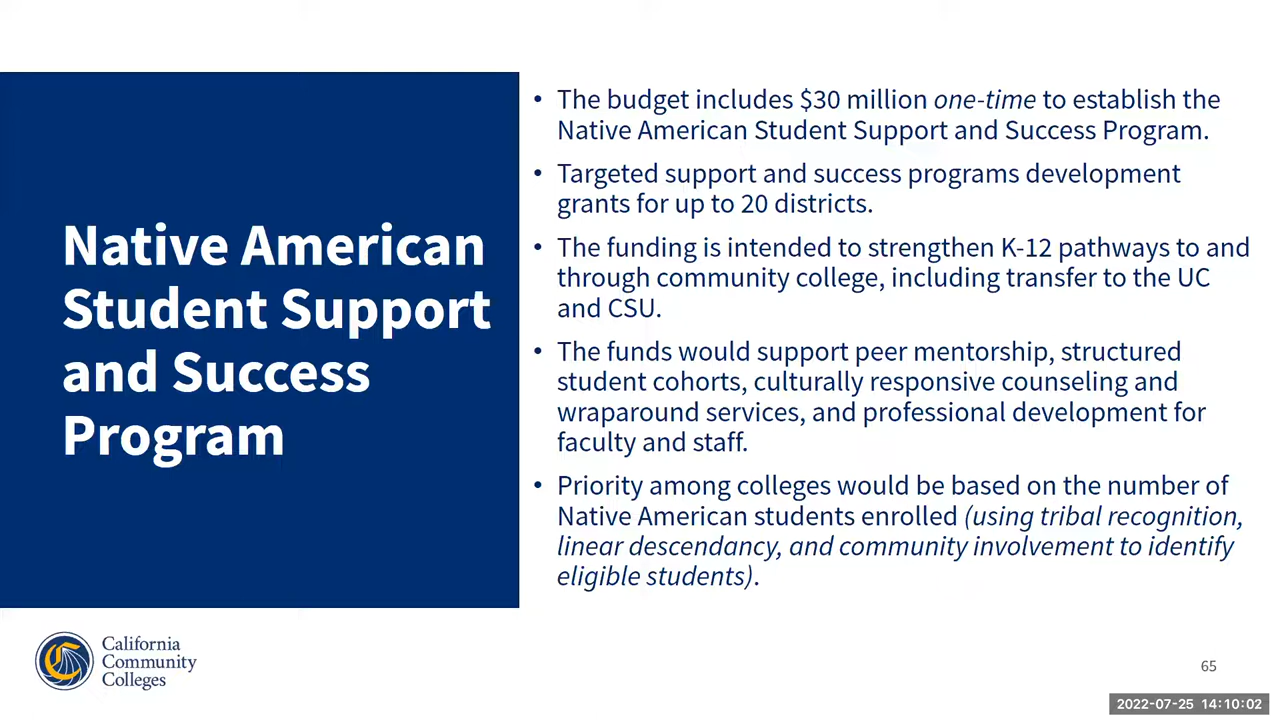 Native American
Student Support
and Success
Program
• The budget includes $30 million one-time to establish the
Native American Student Support and Success Program.
• Targeted support and success programs development
grants for up to 20 districts.
• The funding is intended to strengthen K-12 pathways to and
through community college, including transfer to the UC
and CSU.
• The funds would support peer mentorship, structured
student cohorts, culturally responsive counseling and
wraparound services, and professional development for
faculty and staff.
• Priority among colleges would be based on the number of
Native American students enrolled (using tribal recognition,
linear descendancy, and community involvement to identify
eligible students).
California
Community
Colleges
65
2022-07-25 14:10:02